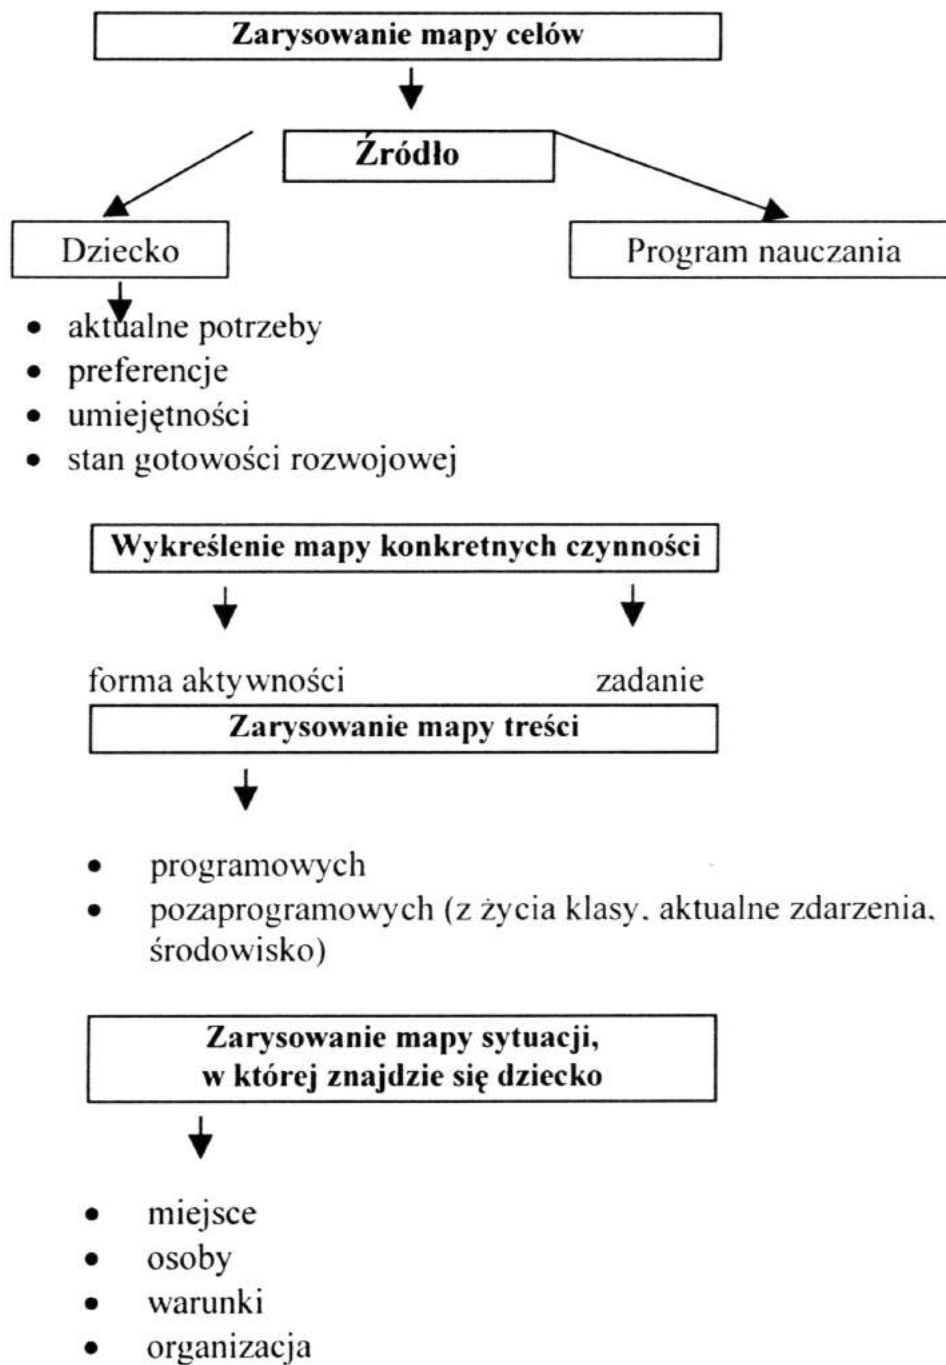 Zarysowanie mapy celów
Źródło
Dziecko
Program nauczania
• aktualne potrzeby
• preferencje
• umiejętności
• stan gotowości rozwojowej
Wykreślenie mapy konkretnych czynności
forma aktywności zadanie
Zarysowanie mapy treści
• programowych
• pozaprogramowych (z życia klasy, aktualne zdarzenia,
środowisko)
Zarysowanie mapy sytuacji,
w której znajdzie się dziecko
• miejsce
• osoby
• warunki
• organizacja